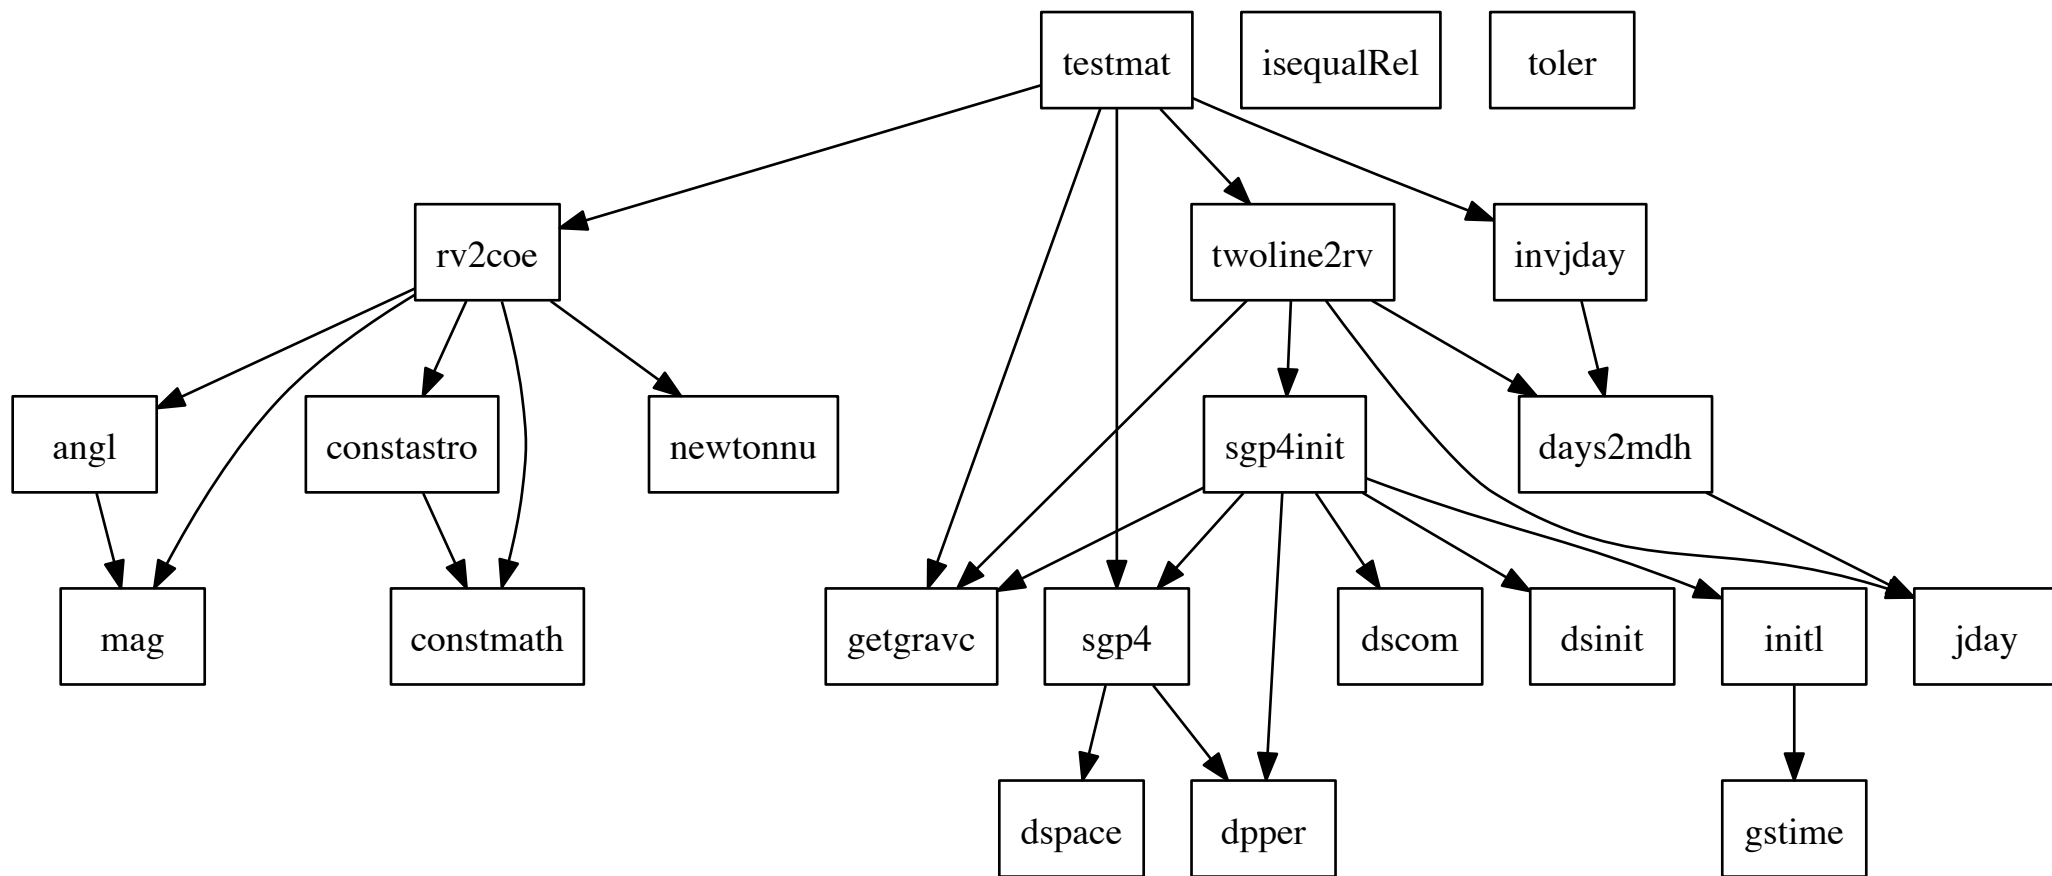 testmat
isequalRel
toler
rv2coe
twoline2rv
invjday
angl
constastro
newtonnu
sgp4init
days2mdh
mag
constmath
getgravc
sgp4
dscom
dsinit
initl
jday
dspace
dpper
gstime